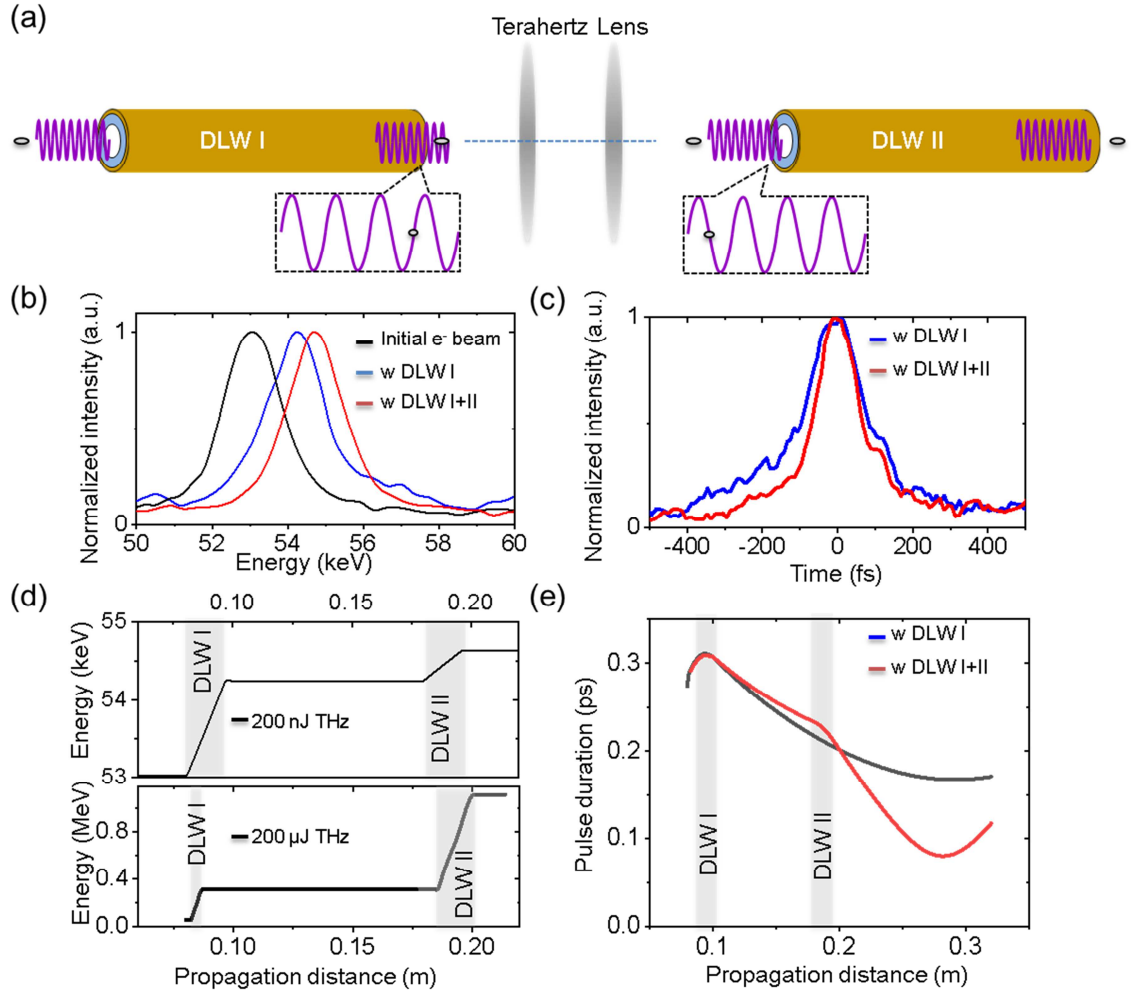 (a)
Terahertz Lens
DLW I
DLW II
(b)
Normalized intensity (a.u.)
1
0
50 52 54 56 58 60
Energy (keV)
Initial e- beam
w DLW I
w DLW I+II
(c)
Normalized intensity (a.u.)
1
0
-400 -200 0 200 400
Time (fs)
w DLW I
w DLW I+II
(d)
0.10 0.15 0.20
Energy (keV)
55
54
53
DLW I
DLW II
200 nJ THz
Energy (MeV)
0.8
0.4
0.0
DLW I
DLW II
200 µJ THz
0.10 0.15 0.20
Propagation distance (m)
(e)
Pulse duration (ps)
0.3
0.2
0.1
0.0
DLW I
DLW II
w DLW I
w DLW I+II
0.1 0.2 0.3
Propagation distance (m)